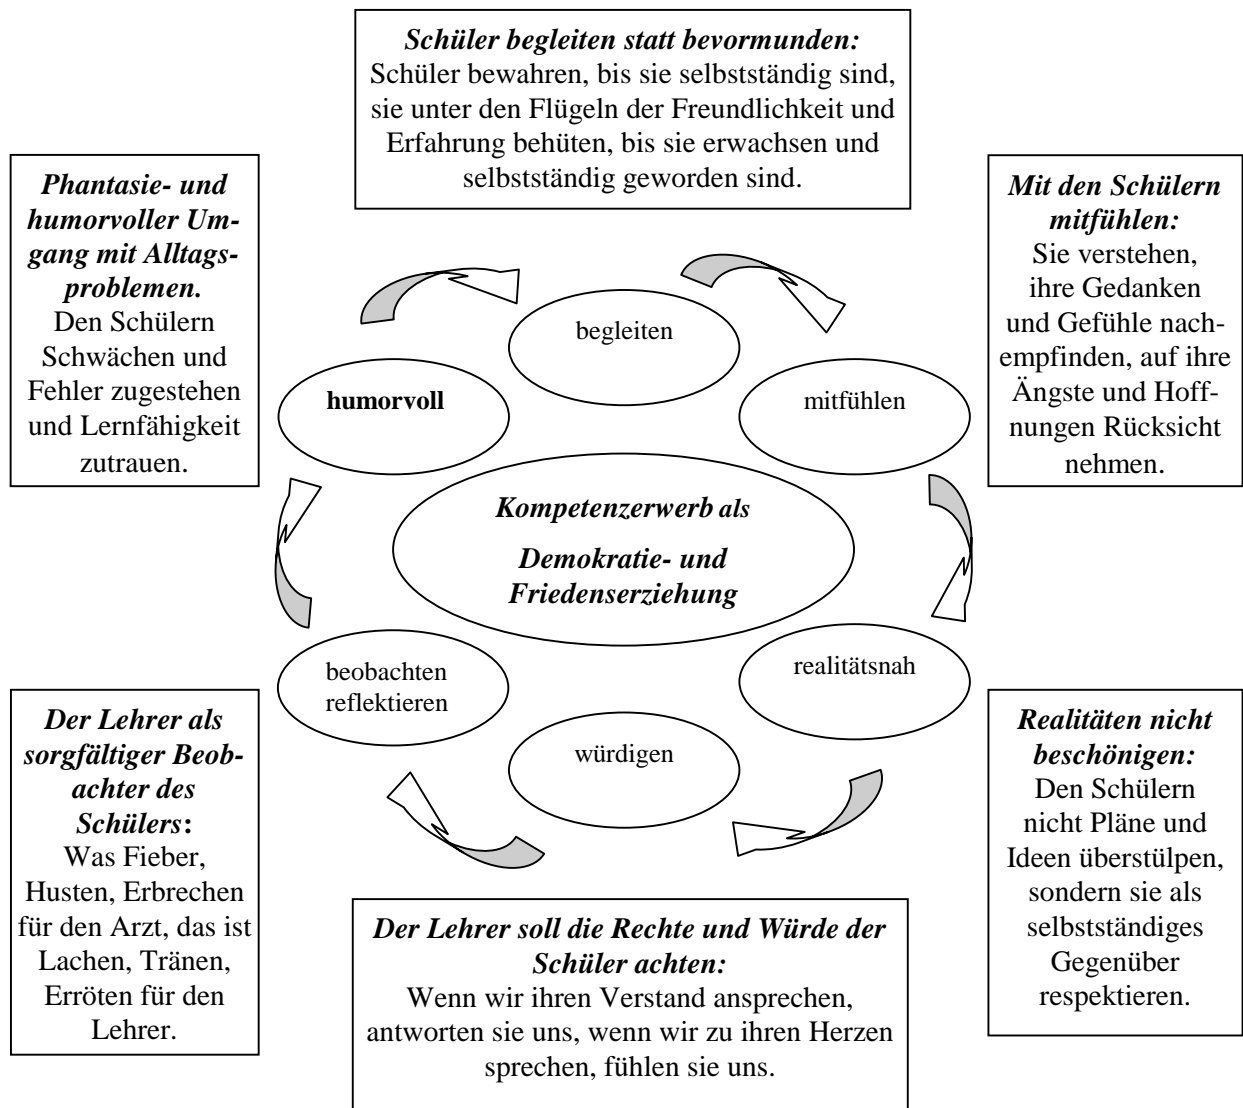 Schüler begleiten statt bevormunden:
Schüler bewahren, bis sie selbstständig sind,
sie unter den Flügeln der Freundlichkeit und
Erfahrung behüten, bis sie erwachsen und
selbstständig geworden sind.
Phantasie- und
humorvoller Um-
gang mit Alltags-
problemen.
Den Schülern
Schwächen und
Fehler zugestehen
und Lernfähigkeit
zutrauen.
Mit den Schülern
mitfühlen:
Sie verstehen,
ihre Gedanken
und Gefühle nach-
empfinden, auf ihre
Ängste und Hoff-
nungen Rücksicht
nehmen.
begleiten
humorvoll
mitfühlen
Kompetenzerwerb als
Demokratie- und
Friedenserziehung
beobachten
reflektieren
realitätsnah
würdigen
Der Lehrer als
sorgfältiger Beob-
achter des
Schülers:
Was Fieber,
Husten, Erbrechen
für den Arzt, das ist
Lachen, Tränen,
Erröten für den
Lehrer.
Realitäten nicht
beschönigen:
Den Schülern
nicht Pläne und
Ideen überstülpen,
sondern sie als
selbstständiges
Gegenüber
respektieren.
Der Lehrer soll die Rechte und Würde der
Schüler achten:
Wenn wir ihren Verstand ansprechen,
antworten sie uns, wenn wir zu ihren Herzen
sprechen, fühlen sie uns.